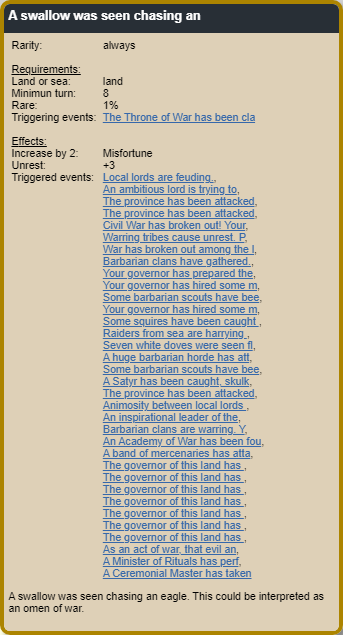 A swallow was seen chasing an
Rarity: always
Requirements:
Land or sea: land
Minimun turn: 8
Rare: 1%
Triggering events: The Throne of War has been cla
Effects:
Increase by 2: Misfortune
Unrest: +3
Triggered events: Local lords are feuding.,
An ambitious lord is trying to,
The province has been attacked,
The province has been attacked,
Civil War has broken out! Your,
Warring tribes cause unrest. P,
War has broken out among the l,
Barbarian clans have gathered.,
Your governor has prepared the,
Your governor has hired some m,
Some barbarian scouts have bee,
Your governor has hired some m,
Some squires have been caught ,
Raiders from sea are harrying ,
Seven white doves were seen fl,
A huge barbarian horde has att,
Some barbarian scouts have bee,
A Satyr has been caught, skulk,
The province has been attacked,
Animosity between local lords ,
An inspirational leader of the,
Barbarian clans are warring. Y,
An Academy of War has been fou,
A band of mercenaries has atta,
The governor of this land has ,
The governor of this land has ,
The governor of this land has ,
The governor of this land has ,
The governor of this land has ,
The governor of this land has ,
The governor of this land has ,
As an act of war, that evil an,
A Minister of Rituals has perf,
A Ceremonial Master has taken
A swallow was seen chasing an eagle. This could be interpreted as
an omen of war.